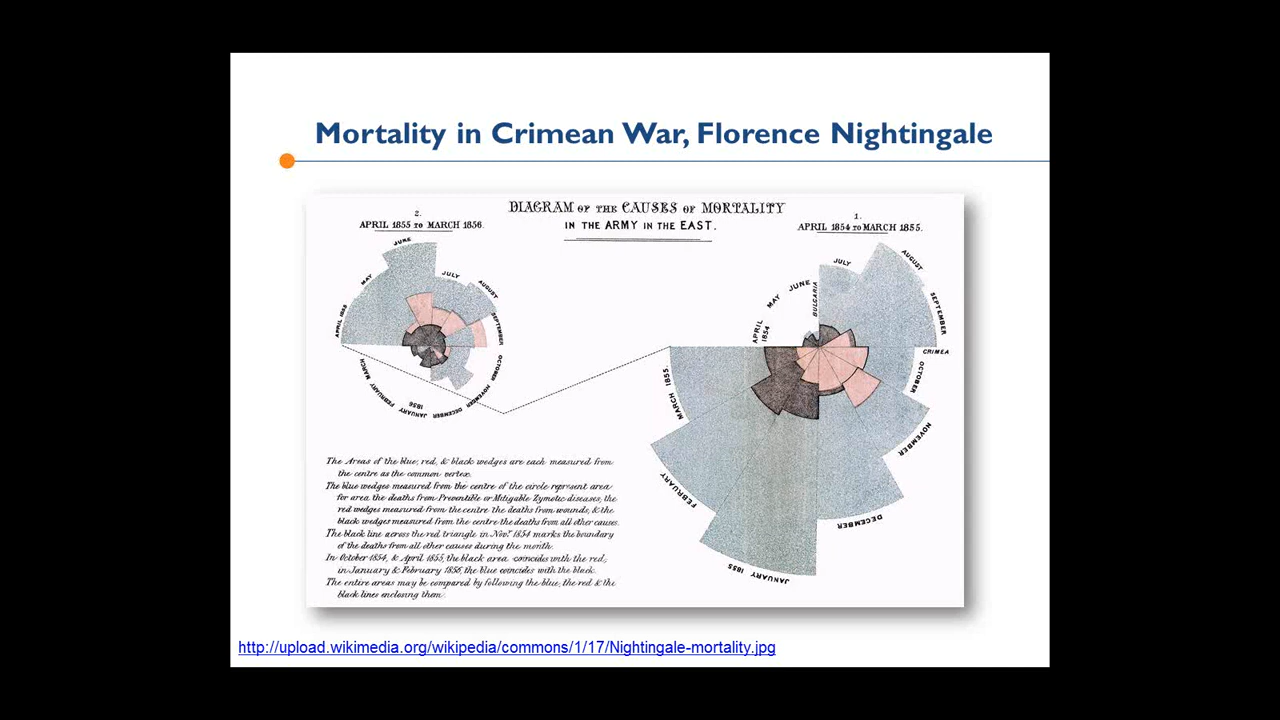 Mortality in Crimean War, Florence Nightingale
DIAGRAM OF THE CAUSES OF MORTALITY
IN THE ARMY IN THE EAST.
2.
APRIL 1855 TO MARCH 1856.
1.
APRIL 1854 TO MARCH 1855.
APRIL 1855
MAY
JUNE
JULY
AUGUST
SEPTEMBER
OCTOBER
NOVEMBER
DECEMBER
JANUARY
1856
FEBRUARY
MARCH
APRIL
1854
MAY
JUNE
JULY
AUGUST
SEPTEMBER
OCTOBER
NOVEMBER
DECEMBER
JANUARY 1855
FEBRUARY
MARCH 1855.
BULGARIA
CRIMEA
The Areas of the blue, red, & black wedges are each measured from
the centre as the common vertex.
The blue wedges measured from the centre of the circle represent area
for area the deaths from Preventible or Mitigable Zymotic diseases, the
red wedges measured from the centre the deaths from wounds, & the
black wedges measured from the centre the deaths from all other causes.
The black line across the red triangle in Novr. 1854 marks the boundary
of the deaths from all other causes during the month.
In October 1854, & April 1855, the black area coincides with the red,
in January & February 1856, the blue coincides with the black.
The entire areas may be compared by following the blue, the red & the
black lines enclosing them.
http://upload.wikimedia.org/wikipedia/commons/1/17/Nightingale-mortality.jpg